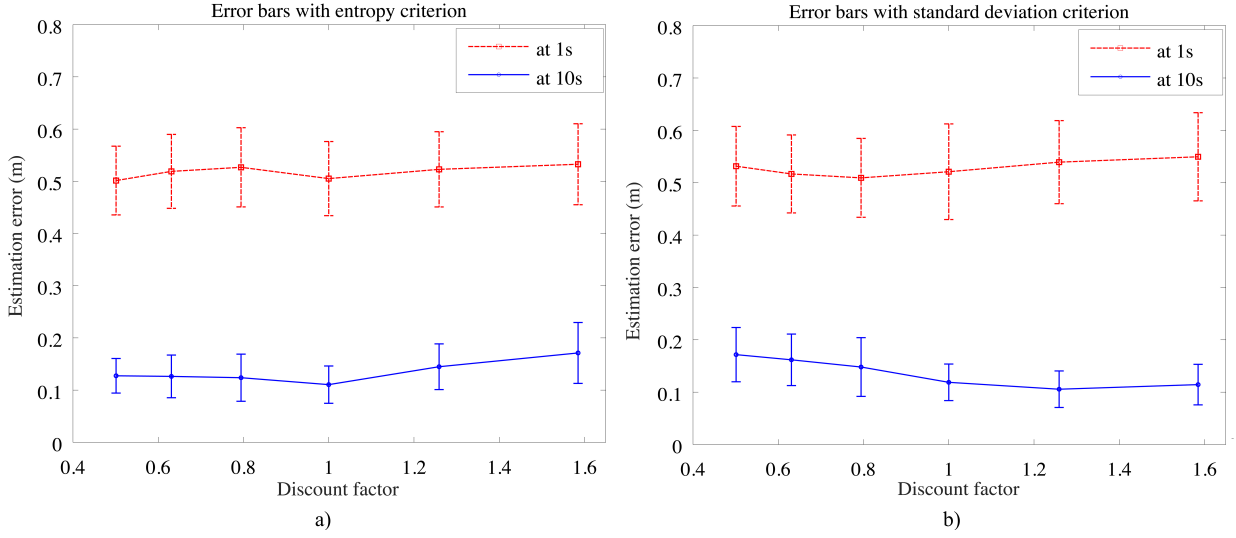 Error bars with entropy criterion
0.8
0.7
0.6
0.5
0.4
0.3
0.2
0.1
0
Estimation error (m)
at 1s
at 10s
0.4 0.6 0.8 1 1.2 1.4 1.6
Discount factor
a)
Error bars with standard deviation criterion
0.8
0.7
0.6
0.5
0.4
0.3
0.2
0.1
0
Estimation error (m)
at 1s
at 10s
0.4 0.6 0.8 1 1.2 1.4 1.6
Discount factor
b)